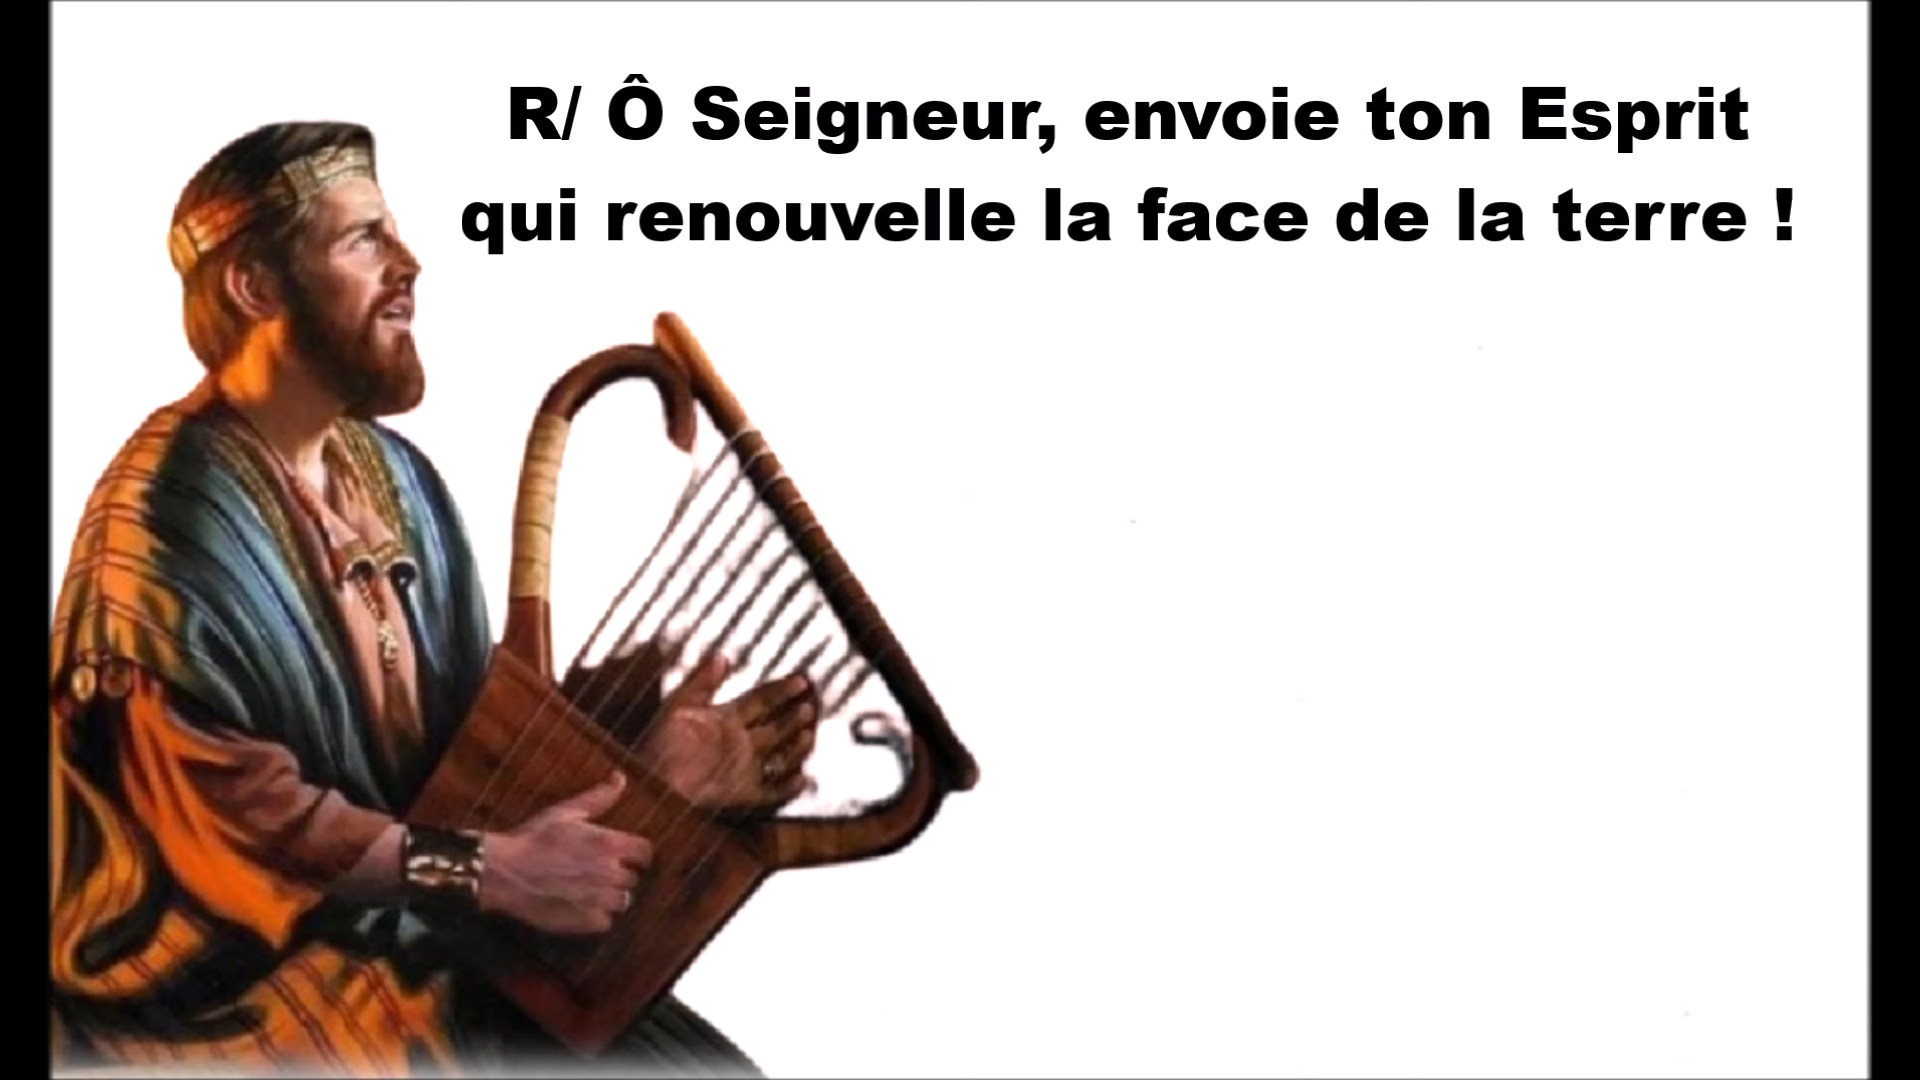 R/ Ô Seigneur, envoie ton Esprit
qui renouvelle la face de la terre !